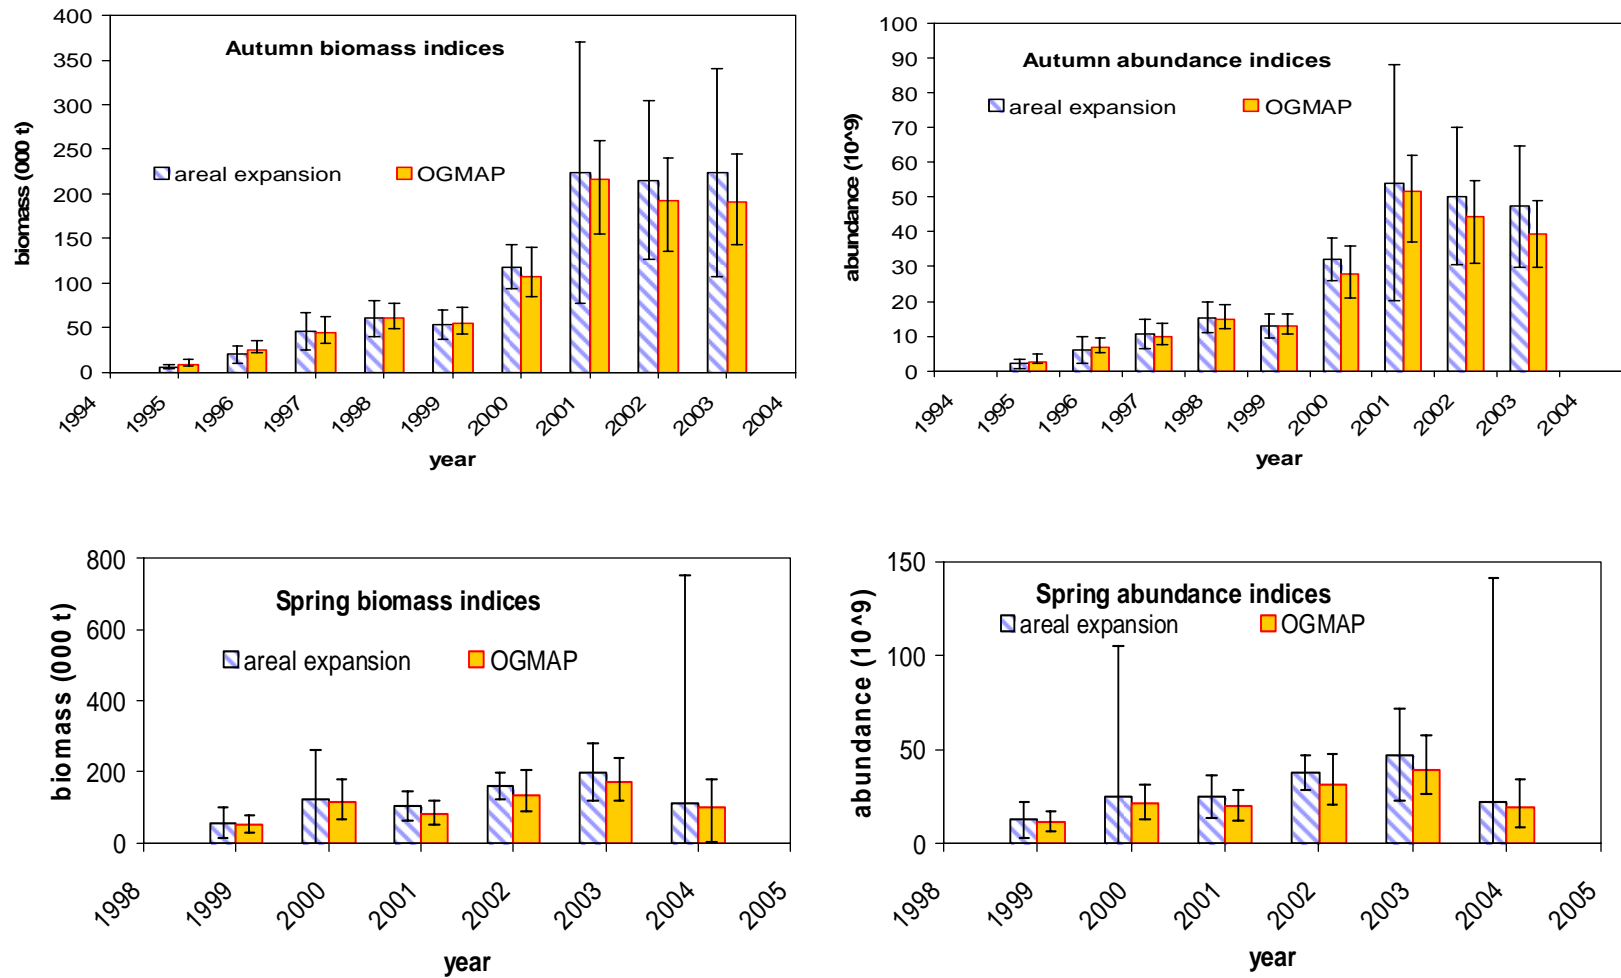 Autumn biomass indices
biomass (000 t)
400
350
300
250
200
150
100
50
0
areal expansion
OGMAP
1994 1995 1996 1997 1998 1999 2000 2001 2002 2003 2004
year
Autumn abundance indices
abundance (10^9)
100
90
80
70
60
50
40
30
20
10
0
areal expansion
OGMAP
1994 1995 1996 1997 1998 1999 2000 2001 2002 2003 2004
year
Spring biomass indices
biomass (000 t)
800
600
400
200
0
areal expansion
OGMAP
1998 1999 2000 2001 2002 2003 2004 2005
year
Spring abundance indices
abundance (10^9)
150
100
50
0
areal expansion
OGMAP
1998 1999 2000 2001 2002 2003 2004 2005
year